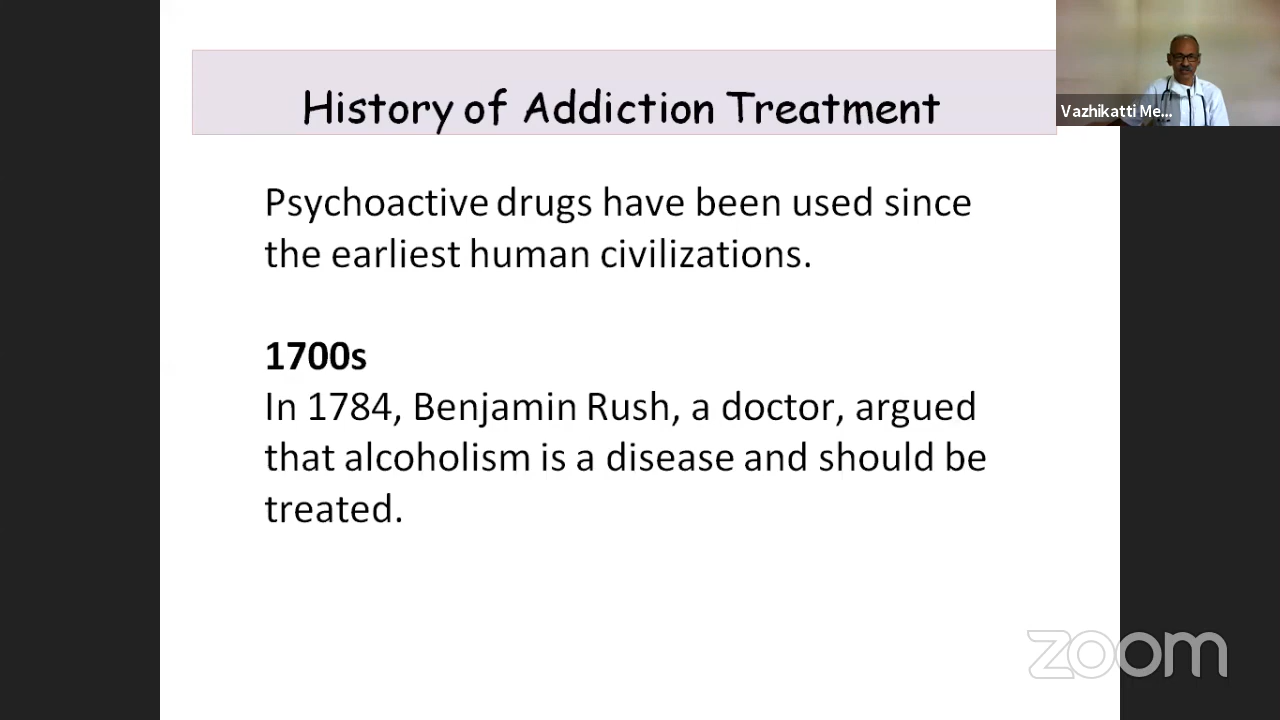 History of Addiction Treatment
Vazhikatti Me...
Psychoactive drugs have been used since
the earliest human civilizations.
1700s
In 1784, Benjamin Rush, a doctor, argued
that alcoholism is a disease and should be
treated.
zoom